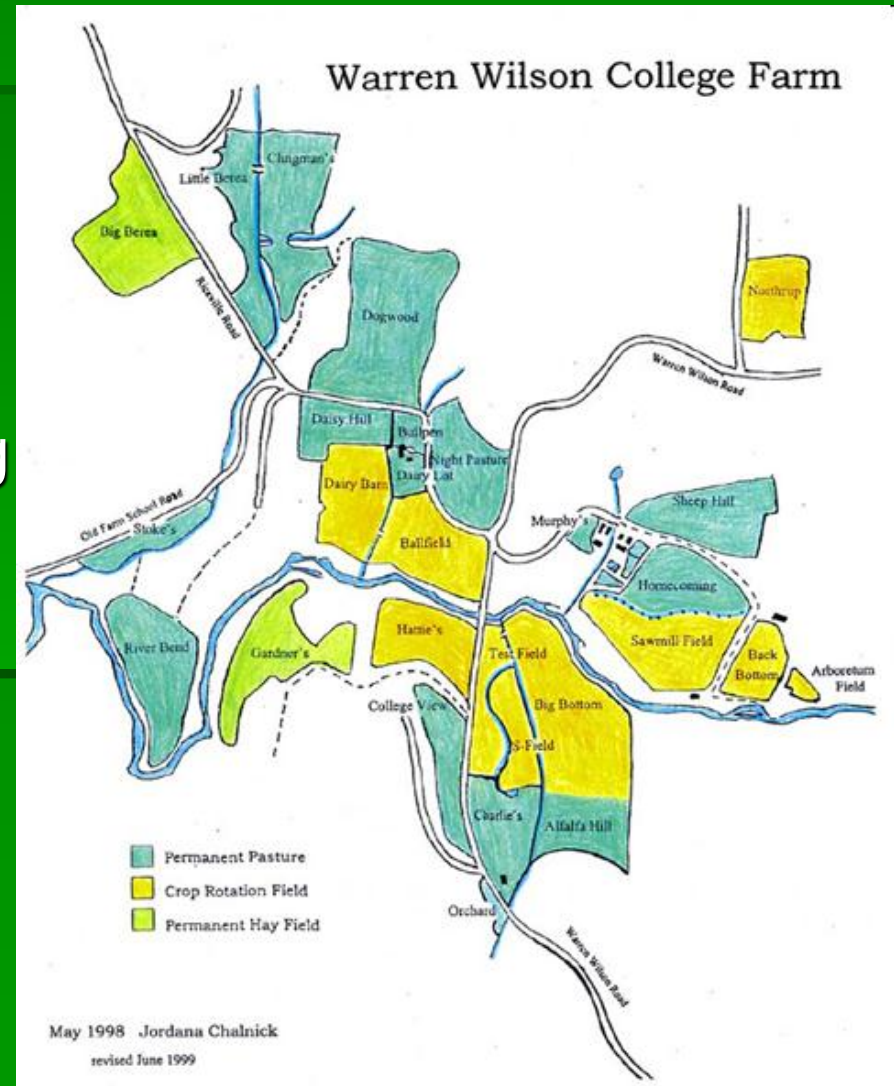 Warren Wilson College Farm
Clingman's
Little Berea
Big Berea
Riceville Road
Northrup
Dogwood
Warren Wilson Road
Daisy Hill
Bullpen
Night Pasture
Dairy Lot
Dairy Barn
Sheep Hill
Old Farm School Road
Stoke's
Murphy's
Ballfield
Homecoming
Hattie's
Sawmill Field
River Bend
Gardner's
Test Field
Back
Bottom
Arboretum
Field
College View
Big Bottom
S-Field
Charlie's
Alfalfa Hill
Permanent Pasture
Crop Rotation Field
Permanent Hay Field
Orchard
Warren Wilson Road
May 1998 Jordana Chalnick
revised June 1999